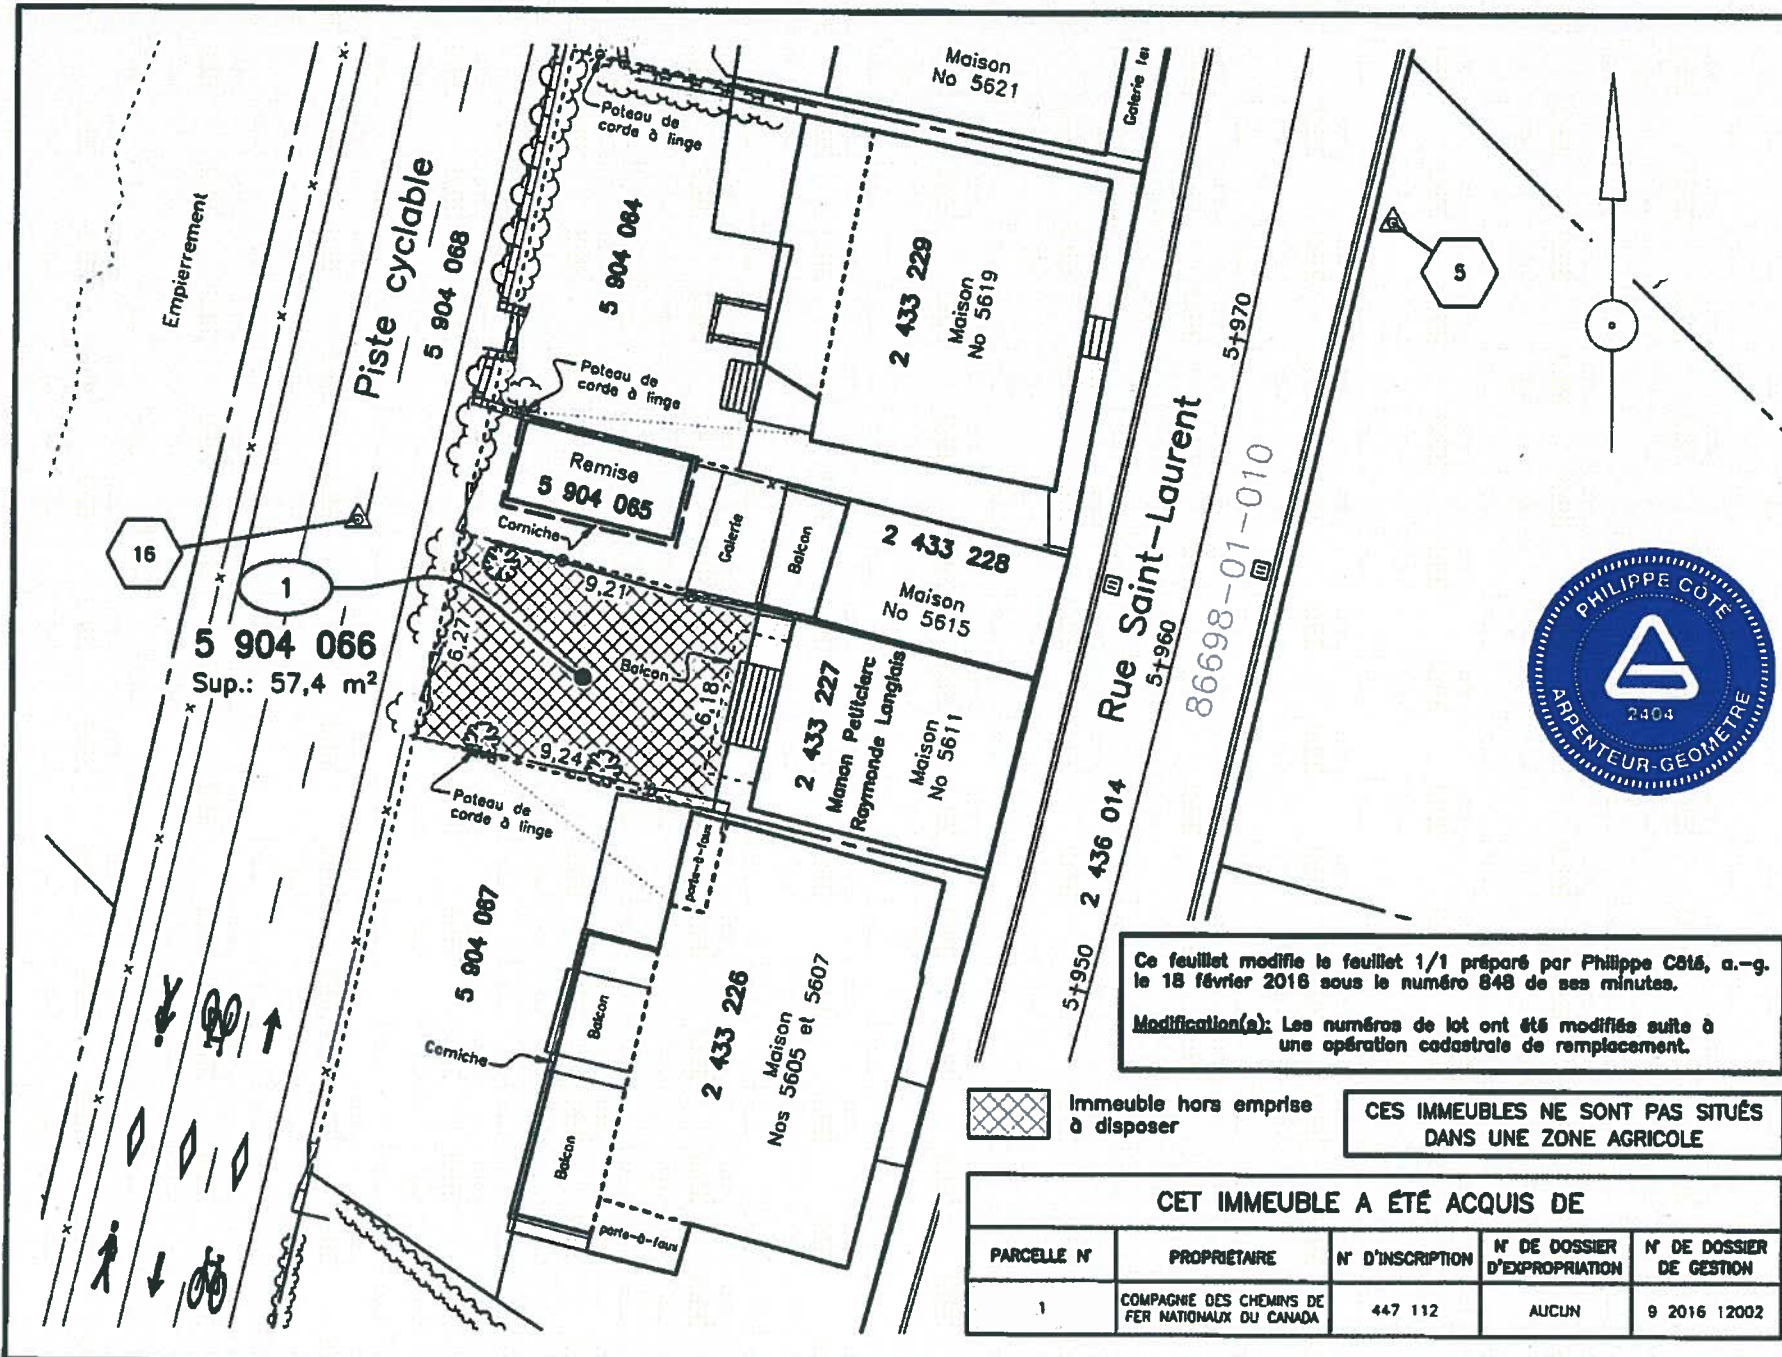 Maison
No 5621
Galerie
Poteau de
corde à linge
Piste cyclable
5 904 068
Empierrement
5 904 064
2 433 229
Maison
No 5619
5
5+970
Poteau de
corde à linge
Remise
5 904 065
Corniche
Galerie
Balcon
2 433 228
Maison
No 5615
Rue Saint-Laurent
86698-01-010
16
1
5 904 066
Sup.: 57,4 m²
9,21
6,27
Balcon
6,18
9,24
2 433 227
Manon Petitclerc
Raymonde Langlais
Maison
No 5611
5+960
2 436 014
PHILIPPE CÔTÉ
2404
ARPENTEUR-GÉOMÈTRE
Poteau de
corde à linge
porte-à-faux
5 904 067
2 433 226
Maison
Nos 5605 et 5607
Balcon
Corniche
Balcon
porte-à-faux
5+950
Ce feuillet modifie le feuillet 1/1 préparé par Philippe Côté, a.-g.
le 18 février 2016 sous le numéro 848 de ses minutes.
Modification(s): Les numéros de lot ont été modifiés suite à
une opération cadastrale de remplacement.
Immeuble hors emprise
à disposer
CES IMMEUBLES NE SONT PAS SITUÉS
DANS UNE ZONE AGRICOLE
CET IMMEUBLE A ÉTÉ ACQUIS DE
PARCELLE N°
PROPRIÉTAIRE
N° D'INSCRIPTION
N° DE DOSSIER
D'EXPROPRIATION
N° DE DOSSIER
DE GESTION
1
COMPAGNIE DES CHEMINS DE
FER NATIONAUX DU CANADA
447 112
AUCUN
9 2016 12002